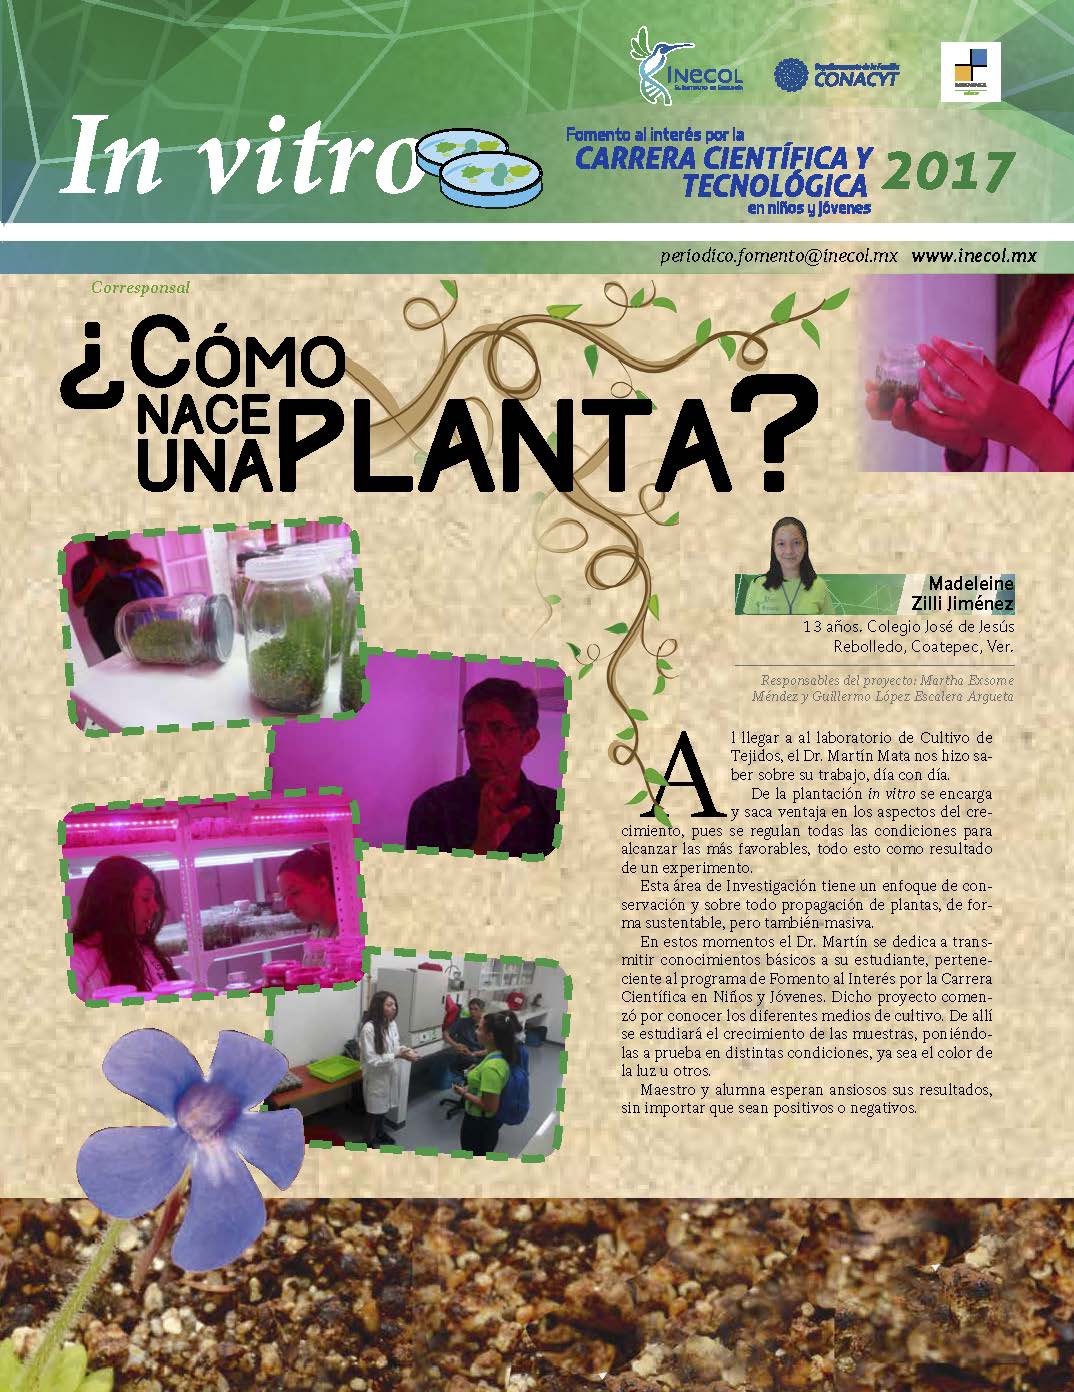 INECOL
CONACYT
In vitro
Fomento al interés por la
CARRERA CIENTÍFICA Y
TECNOLÓGICA
en niños y jóvenes
2017
periodico.fomento@inecol.mx www.inecol.mx
Corresponsal
¿CÓMO
NACE
UNA PLANTA?
Madeleine
Zilli Jiménez
13 años. Colegio José de Jesús
Rebolledo, Coatepec, Ver.
Responsables del proyecto: Martha Exsome
Méndez y Guillermo López Escalera Argueta
Al llegar a al laboratorio de Cultivo de
Tejidos, el Dr. Martín Mata nos hizo sa-
ber sobre su trabajo, día con día.
De la plantación in vitro se encarga
y saca ventaja en los aspectos del cre-
cimiento, pues se regulan todas las condiciones para
alcanzar las más favorables, todo esto como resultado
de un experimento.
Esta área de Investigación tiene un enfoque de con-
servación y sobre todo propagación de plantas, de for-
ma sustentable, pero también masiva.
En estos momentos el Dr. Martín se dedica a trans-
mitir conocimientos básicos a su estudiante, pertene-
ciente al programa de Fomento al Interés por la Carrera
Científica en Niños y Jóvenes. Dicho proyecto comen-
zó por conocer los diferentes medios de cultivo. De allí
se estudiará el crecimiento de las muestras, poniéndo-
las a prueba en distintas condiciones, ya sea el color de
la luz u otros.
Maestro y alumna esperan ansiosos sus resultados,
sin importar que sean positivos o negativos.